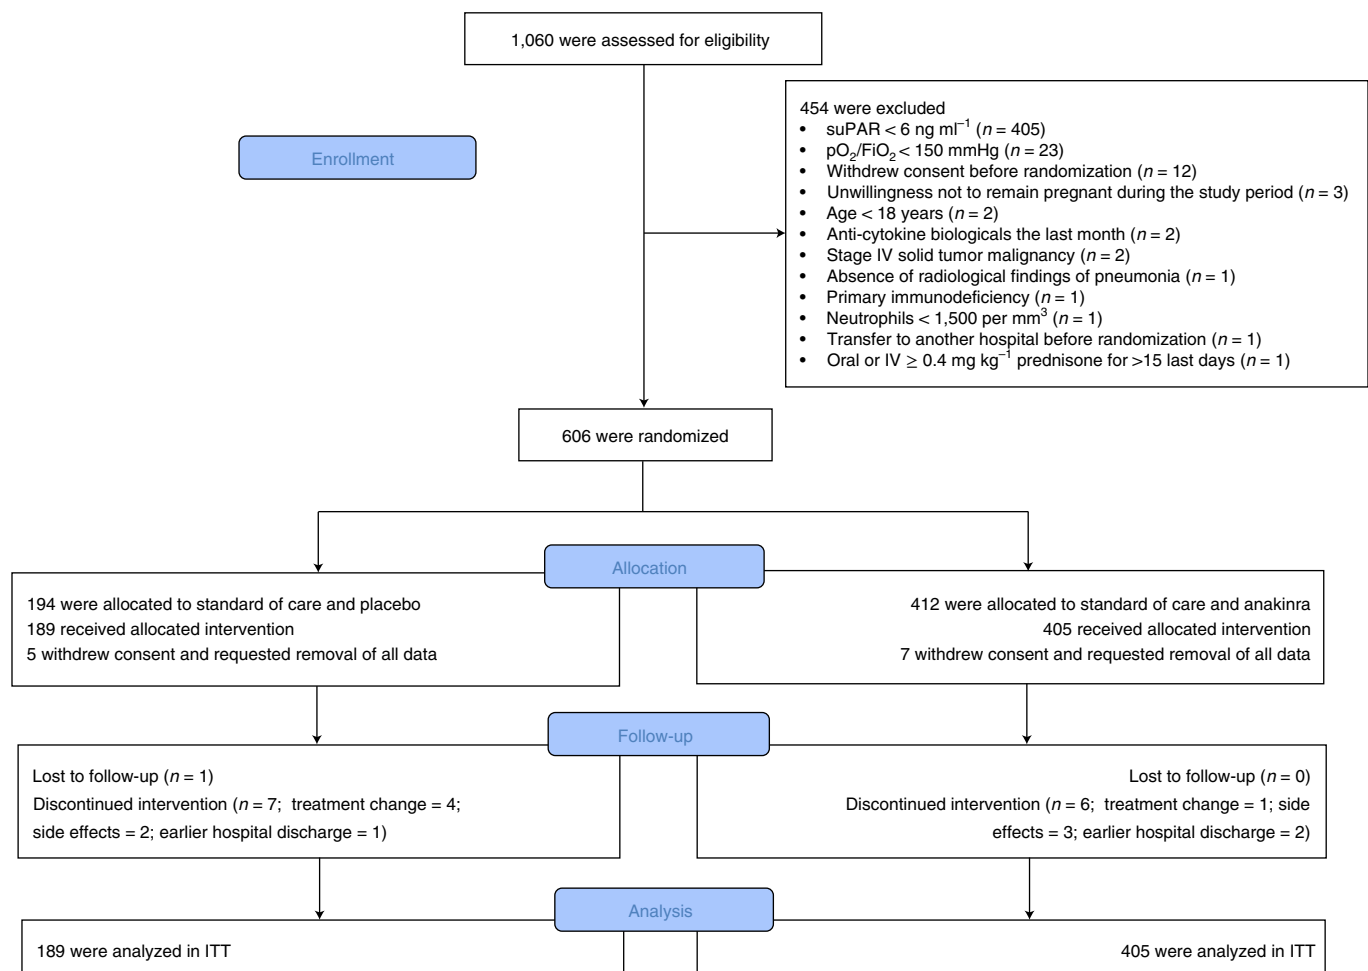 1,060 were assessed for eligibility
Enrollment
454 were excluded
• suPAR < 6 ng ml⁻¹ (n = 405)
• pO₂/FiO₂ < 150 mmHg (n = 23)
• Withdrew consent before randomization (n = 12)
• Unwillingness not to remain pregnant during the study period (n = 3)
• Age < 18 years (n = 2)
• Anti-cytokine biologicals the last month (n = 2)
• Stage IV solid tumor malignancy (n = 2)
• Absence of radiological findings of pneumonia (n = 1)
• Primary immunodeficiency (n = 1)
• Neutrophils < 1,500 per mm³ (n = 1)
• Transfer to another hospital before randomization (n = 1)
• Oral or IV ≥ 0.4 mg kg⁻¹ prednisone for >15 last days (n = 1)
606 were randomized
Allocation
194 were allocated to standard of care and placebo
189 received allocated intervention
5 withdrew consent and requested removal of all data
412 were allocated to standard of care and anakinra
405 received allocated intervention
7 withdrew consent and requested removal of all data
Follow-up
Lost to follow-up (n = 1)
Discontinued intervention (n = 7; treatment change = 4;
side effects = 2; earlier hospital discharge = 1)
Lost to follow-up (n = 0)
Discontinued intervention (n = 6; treatment change = 1; side
effects = 3; earlier hospital discharge = 2)
Analysis
189 were analyzed in ITT
405 were analyzed in ITT